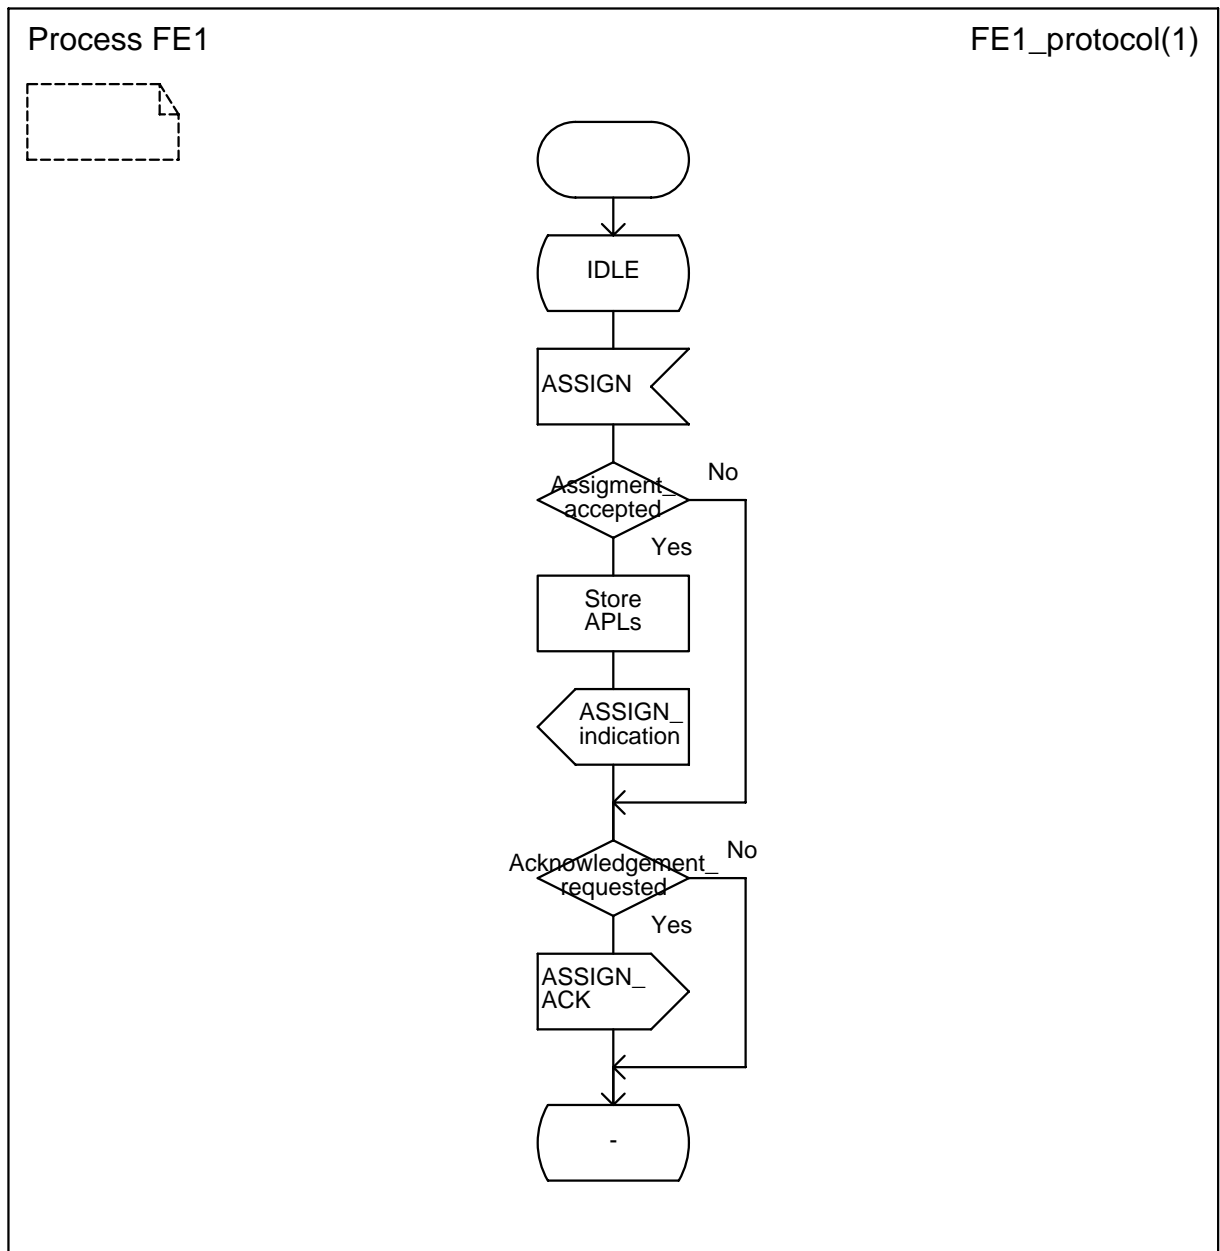 Process FE1
FE1_protocol(1)
IDLE
ASSIGN
No
Assigment_
accepted
Yes
Store
APLs
ASSIGN_
indication
No
Acknowledgement_
requested
Yes
ASSIGN_
ACK
-